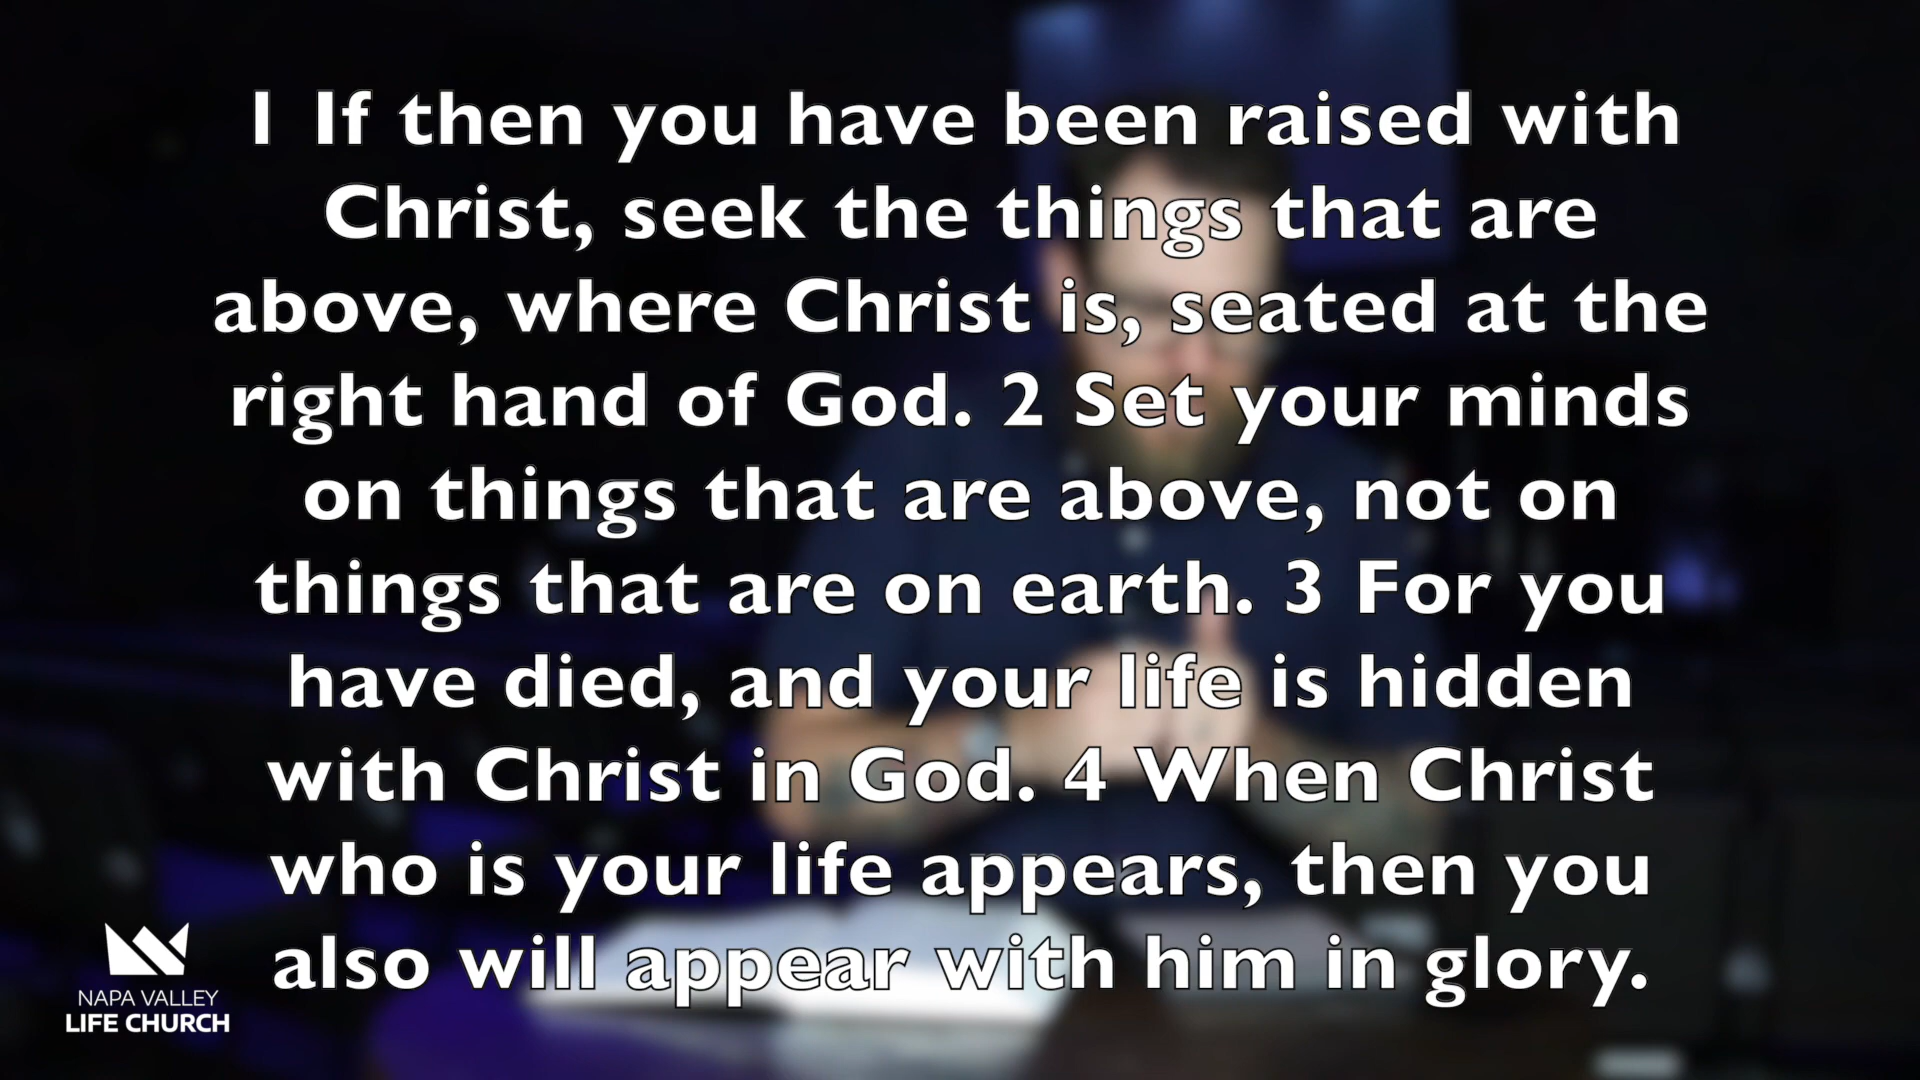 1 If then you have been raised with
Christ, seek the things that are
above, where Christ is, seated at the
right hand of God. 2 Set your minds
on things that are above, not on
things that are on earth. 3 For you
have died, and your life is hidden
with Christ in God. 4 When Christ
who is your life appears, then you
also will appear with him in glory.
NAPA VALLEY
LIFE CHURCH